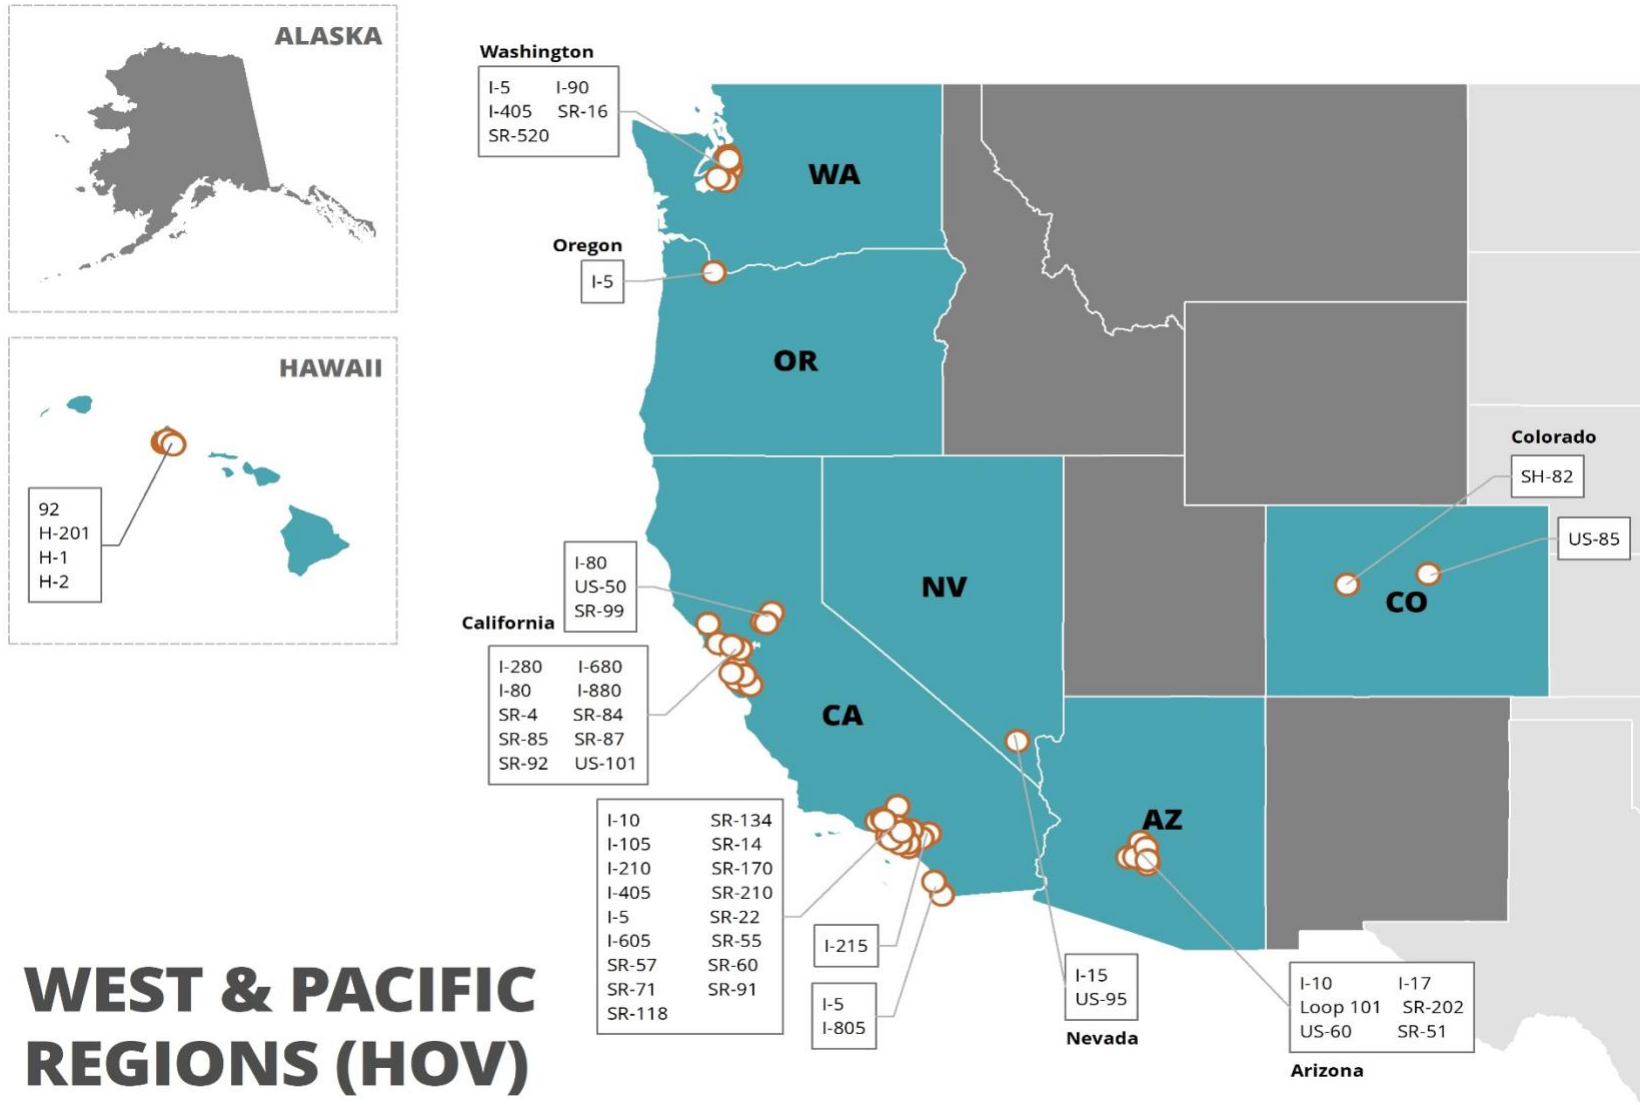 ALASKA
HAWAII
92
H-201
H-1
H-2
Washington
I-5 I-90
I-405 SR-16
SR-520
WA
Oregon
I-5
OR
Colorado
SH-82
US-85
CO
NV
I-80
US-50
SR-99
California
I-280 I-680
I-80 I-880
SR-4 SR-84
SR-85 SR-87
SR-92 US-101
CA
I-10 SR-134
I-105 SR-14
I-210 SR-170
I-405 SR-210
I-5 SR-22
I-605 SR-55
SR-57 SR-60
SR-71 SR-91
SR-118
I-215
I-5
I-805
I-15
US-95
Nevada
AZ
I-10 I-17
Loop 101 SR-202
US-60 SR-51
Arizona
WEST & PACIFIC
REGIONS (HOV)